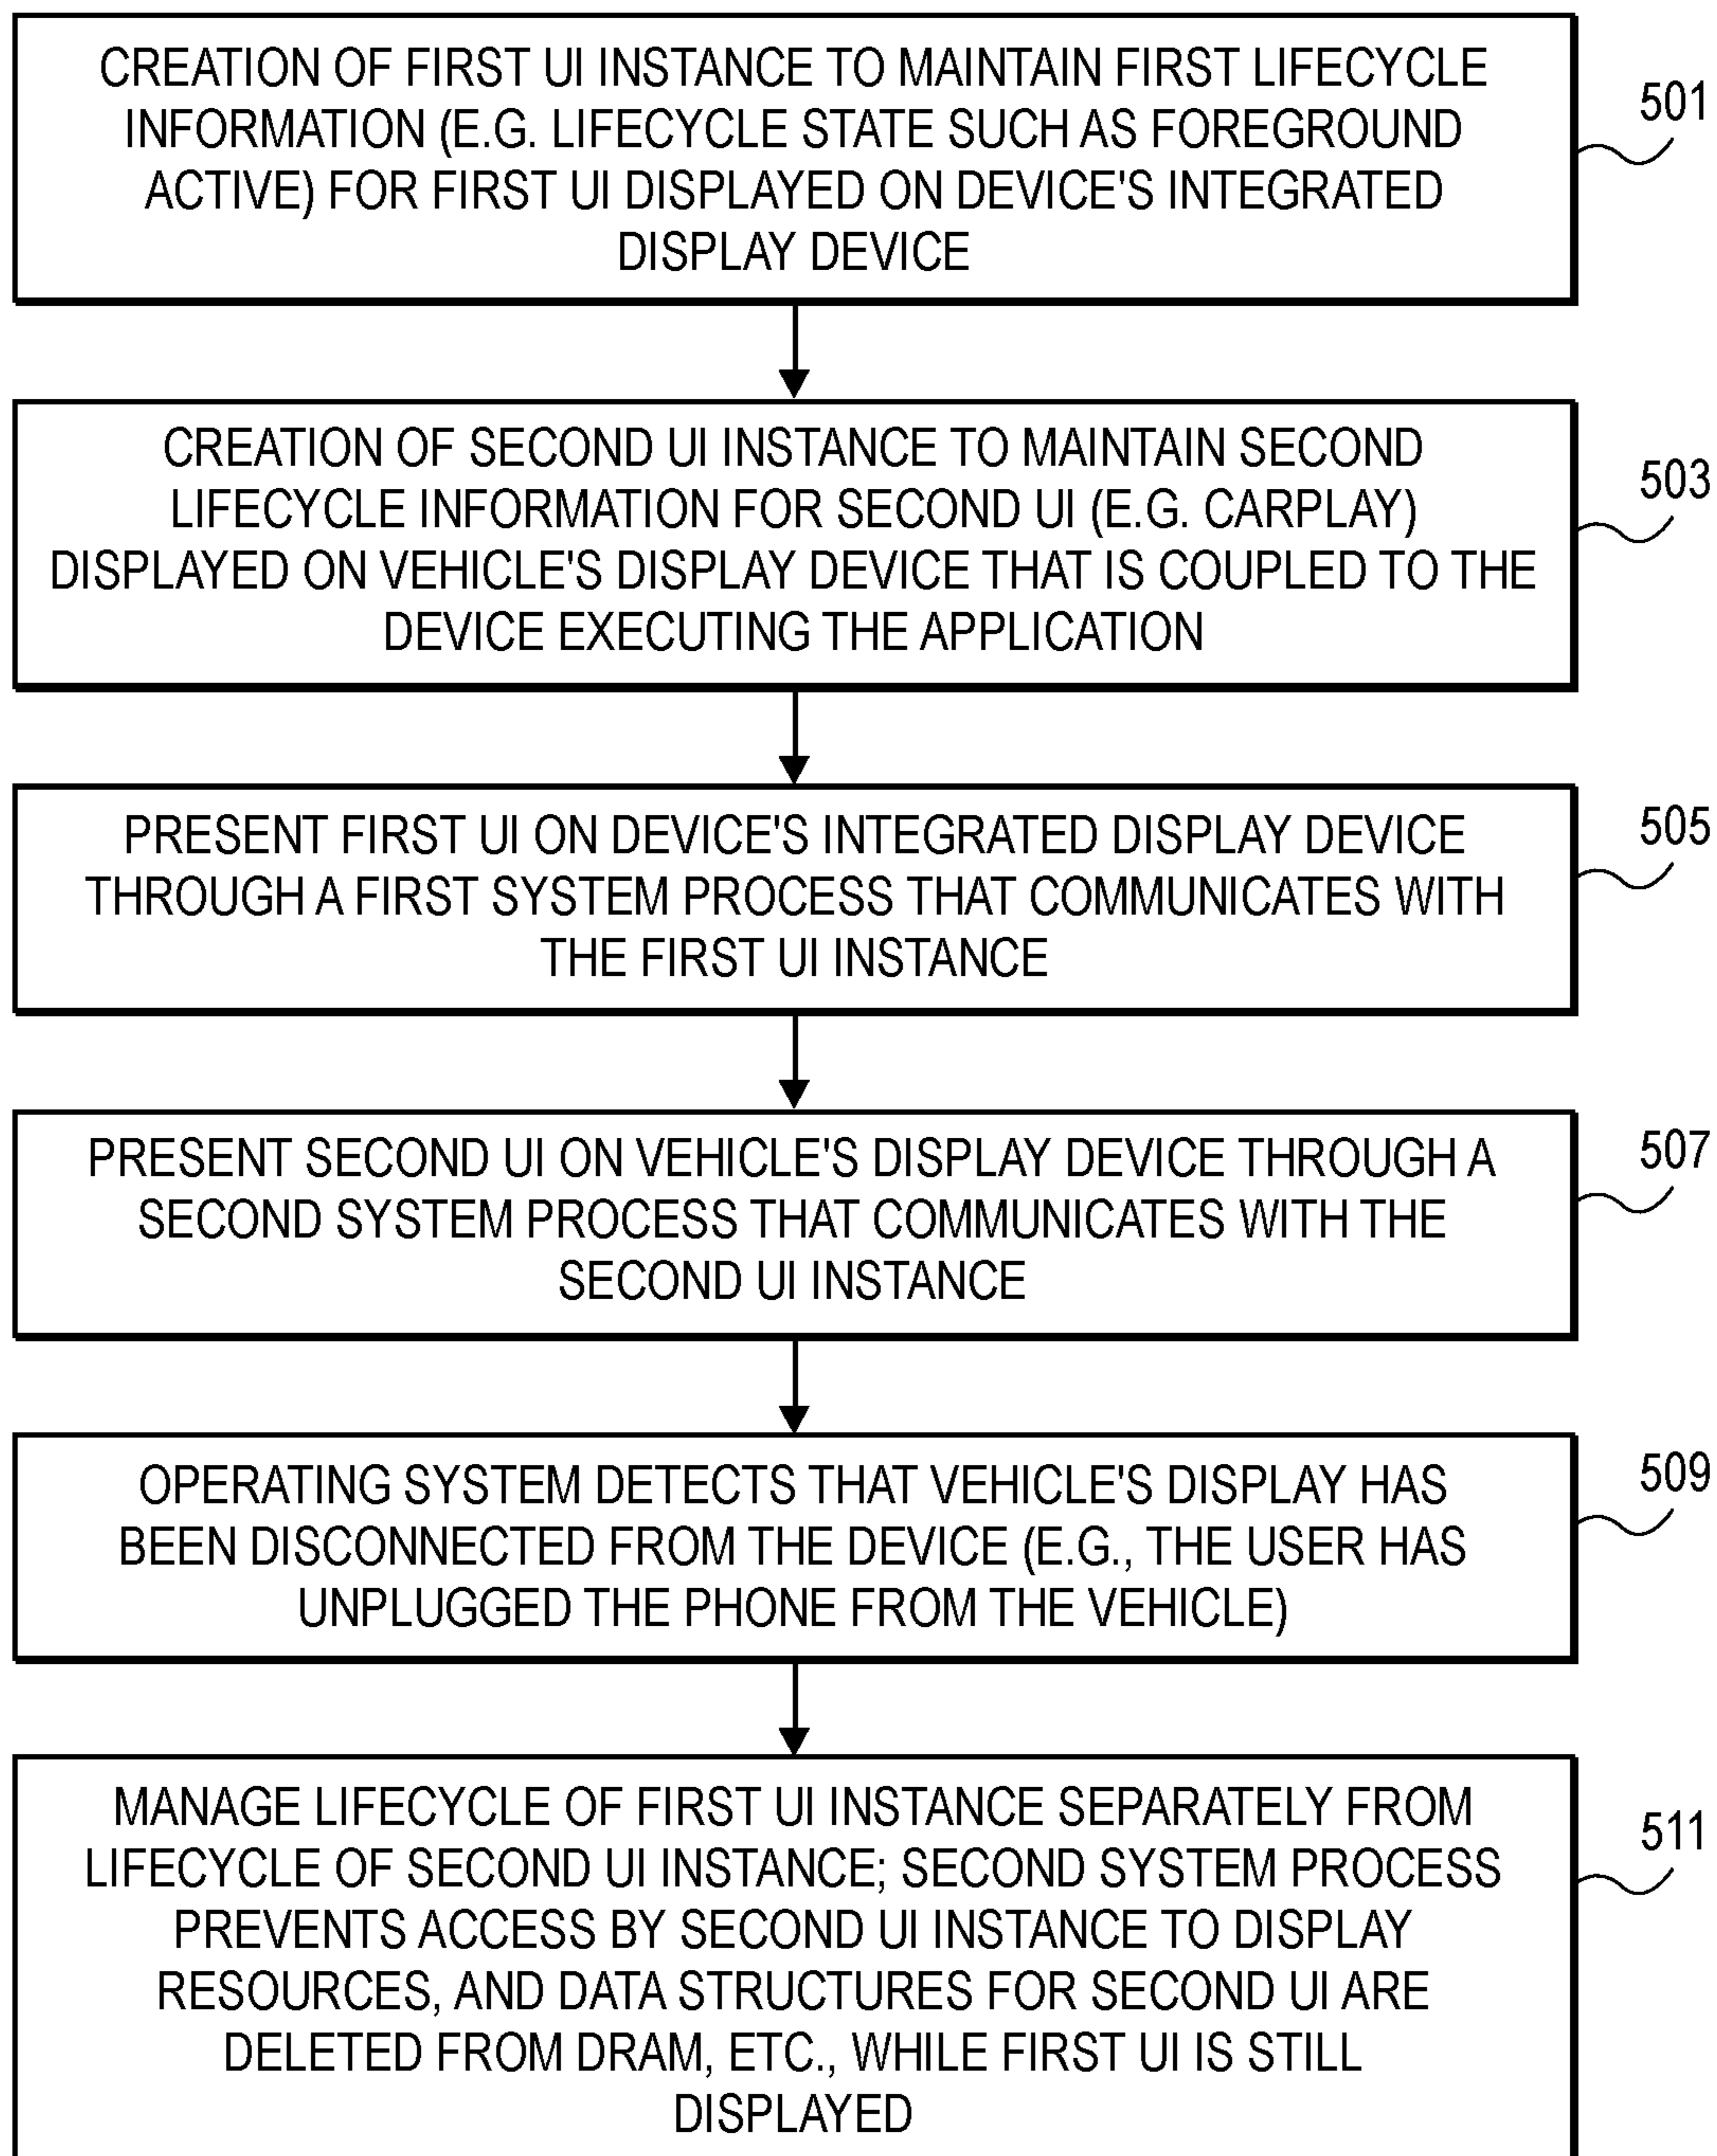 CREATION OF FIRST UI INSTANCE TO MAINTAIN FIRST LIFECYCLE
INFORMATION (E.G. LIFECYCLE STATE SUCH AS FOREGROUND
ACTIVE) FOR FIRST UI DISPLAYED ON DEVICE'S INTEGRATED
DISPLAY DEVICE
501
CREATION OF SECOND UI INSTANCE TO MAINTAIN SECOND
LIFECYCLE INFORMATION FOR SECOND UI (E.G. CARPLAY)
DISPLAYED ON VEHICLE'S DISPLAY DEVICE THAT IS COUPLED TO THE
DEVICE EXECUTING THE APPLICATION
503
PRESENT FIRST UI ON DEVICE'S INTEGRATED DISPLAY DEVICE
THROUGH A FIRST SYSTEM PROCESS THAT COMMUNICATES WITH
THE FIRST UI INSTANCE
505
PRESENT SECOND UI ON VEHICLE'S DISPLAY DEVICE THROUGH A
SECOND SYSTEM PROCESS THAT COMMUNICATES WITH THE
SECOND UI INSTANCE
507
OPERATING SYSTEM DETECTS THAT VEHICLE'S DISPLAY HAS
BEEN DISCONNECTED FROM THE DEVICE (E.G., THE USER HAS
UNPLUGGED THE PHONE FROM THE VEHICLE)
509
MANAGE LIFECYCLE OF FIRST UI INSTANCE SEPARATELY FROM
LIFECYCLE OF SECOND UI INSTANCE; SECOND SYSTEM PROCESS
PREVENTS ACCESS BY SECOND UI INSTANCE TO DISPLAY
RESOURCES, AND DATA STRUCTURES FOR SECOND UI ARE
DELETED FROM DRAM, ETC., WHILE FIRST UI IS STILL
DISPLAYED
511